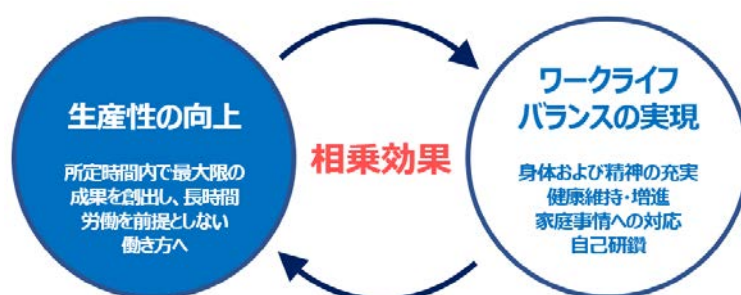 生産性の向上
所定時間内で最大限の
成果を創出し、長時間
労働を前提としない
働き方へ
相乗効果
ワークライフ
バランスの実現
身体および精神の充実
健康維持・増進
家庭事情への対応
自己研鑽